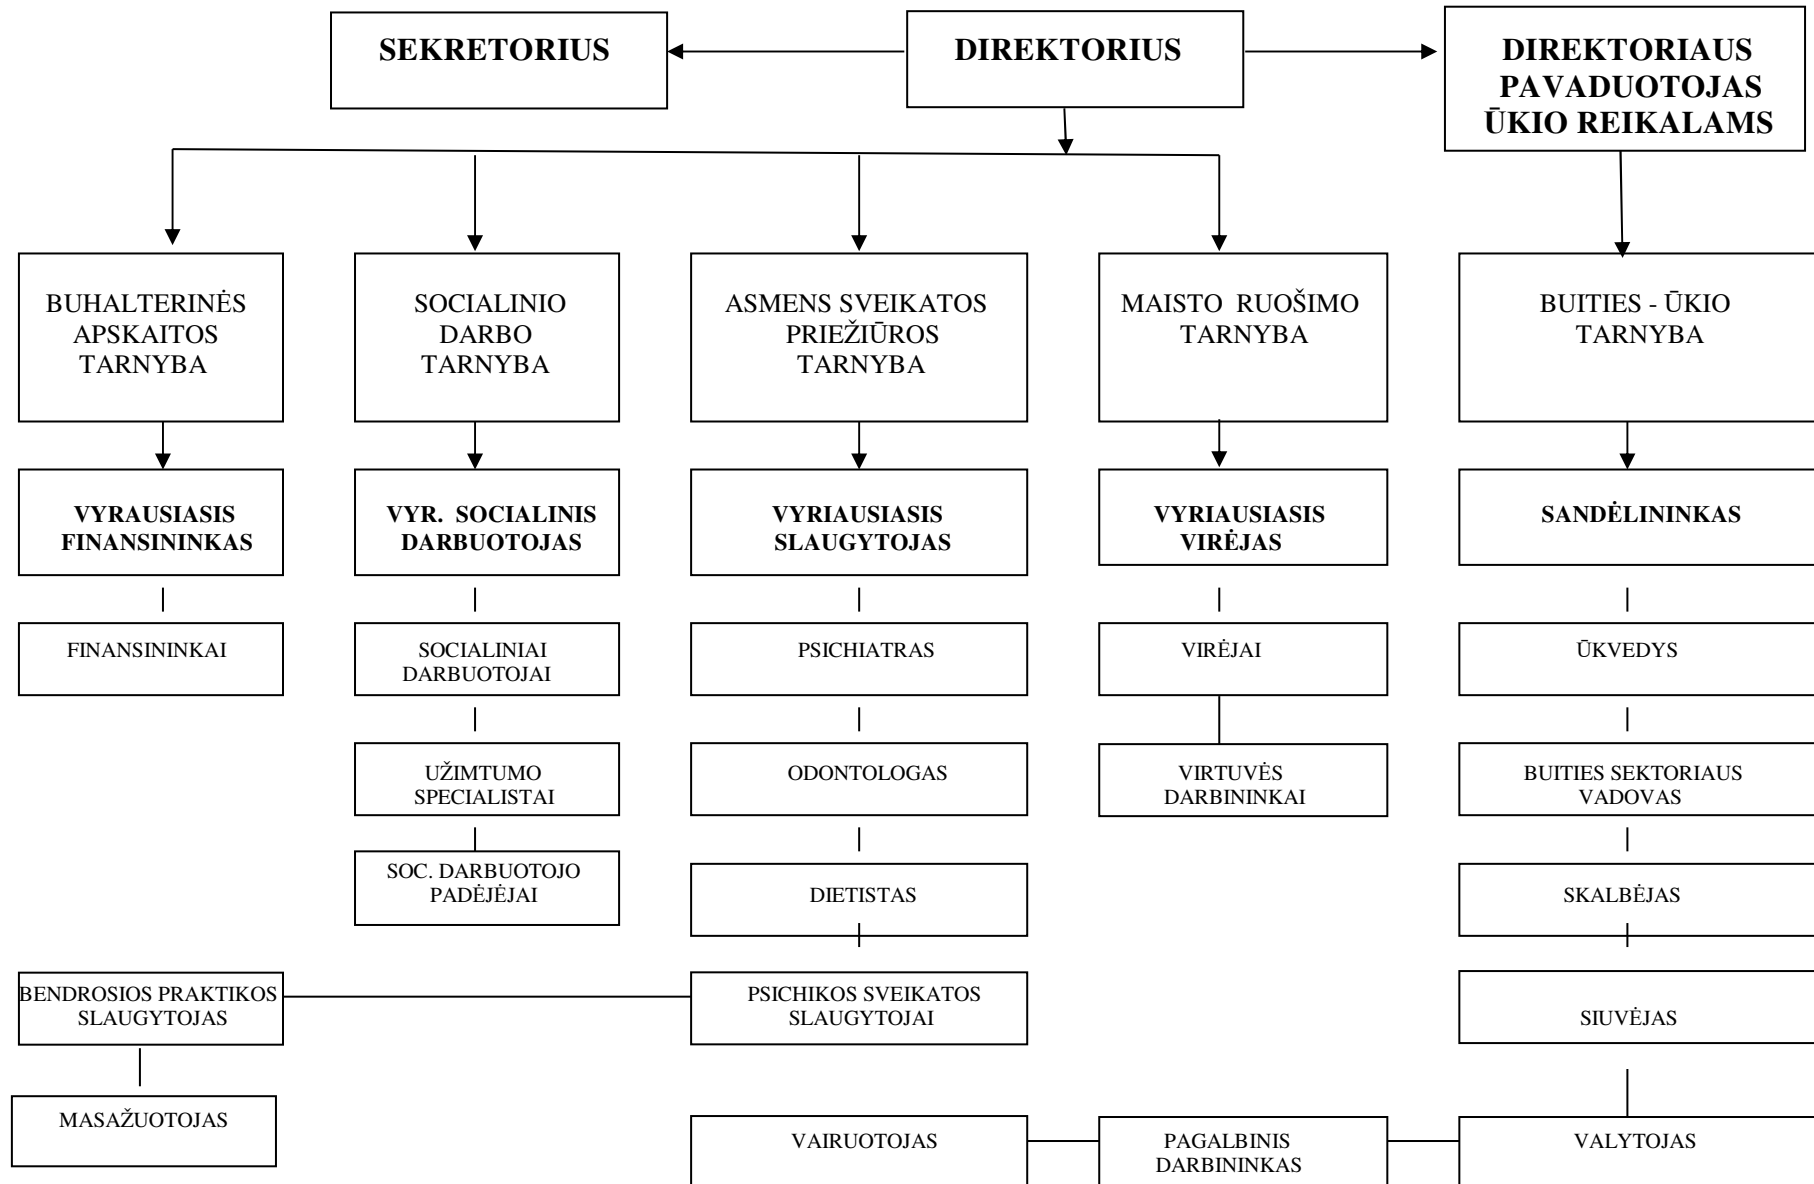 SEKRETORIUS
DIREKTORIUS
DIREKTORIAUS
PAVADUOTOJAS
ŪKIO REIKALAMS
BUHALTERINĖS
APSKAITOS
TARNYBA
SOCIALINIO
DARBO
TARNYBA
ASMENS SVEIKATOS
PRIEŽIŪROS
TARNYBA
MAISTO RUOŠIMO
TARNYBA
BUITIES - ŪKIO
TARNYBA
VYRAUSIASIS
FINANSININKAS
VYR. SOCIALINIS
DARBUOTOJAS
VYRIAUSIASIS
SLAUGYTOJAS
VYRIAUSIASIS
VIRĖJAS
SANDĖLININKAS
FINANSININKAI
SOCIALINIAI
DARBUOTOJAI
PSICHIATRAS
VIRĖJAI
ŪKVEDYS
UŽIMTUMO
SPECIALISTAI
ODONTOLOGAS
VIRTUVĖS
DARBININKAI
BUITIES SEKTORIAUS
VADOVAS
SOC. DARBUOTOJO
PADĖJĖJAI
DIETISTAS
SKALBĖJAS
BENDROSIOS PRAKTIKOS
SLAUGYTOJAS
PSICHIKOS SVEIKATOS
SLAUGYTOJAI
SIUVĖJAS
MASAŽUOTOJAS
VAIRUOTOJAS
PAGALBINIS
DARBININKAS
VALYTOJAS